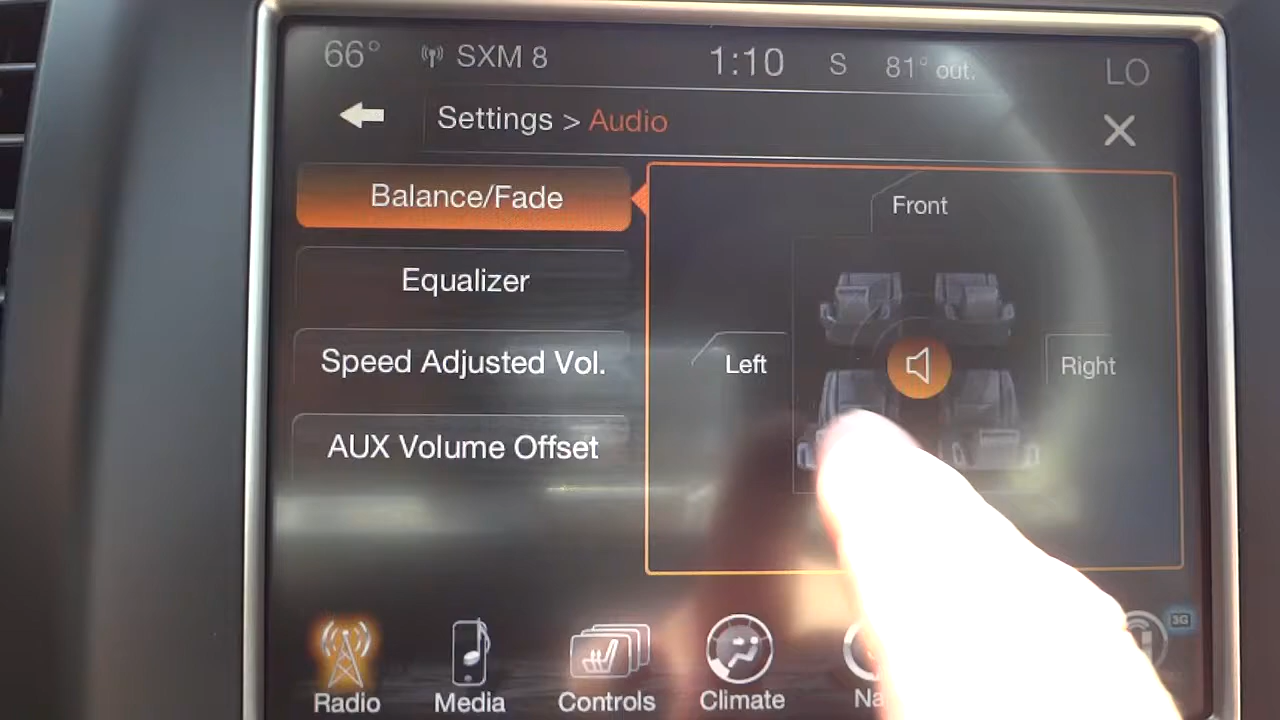 66° SXM 8 1:10 S 81° out. LO
Settings > Audio
Balance/Fade
Front
Equalizer
Speed Adjusted Vol.
Left
Right
AUX Volume Offset
3G
Radio Media Controls Climate